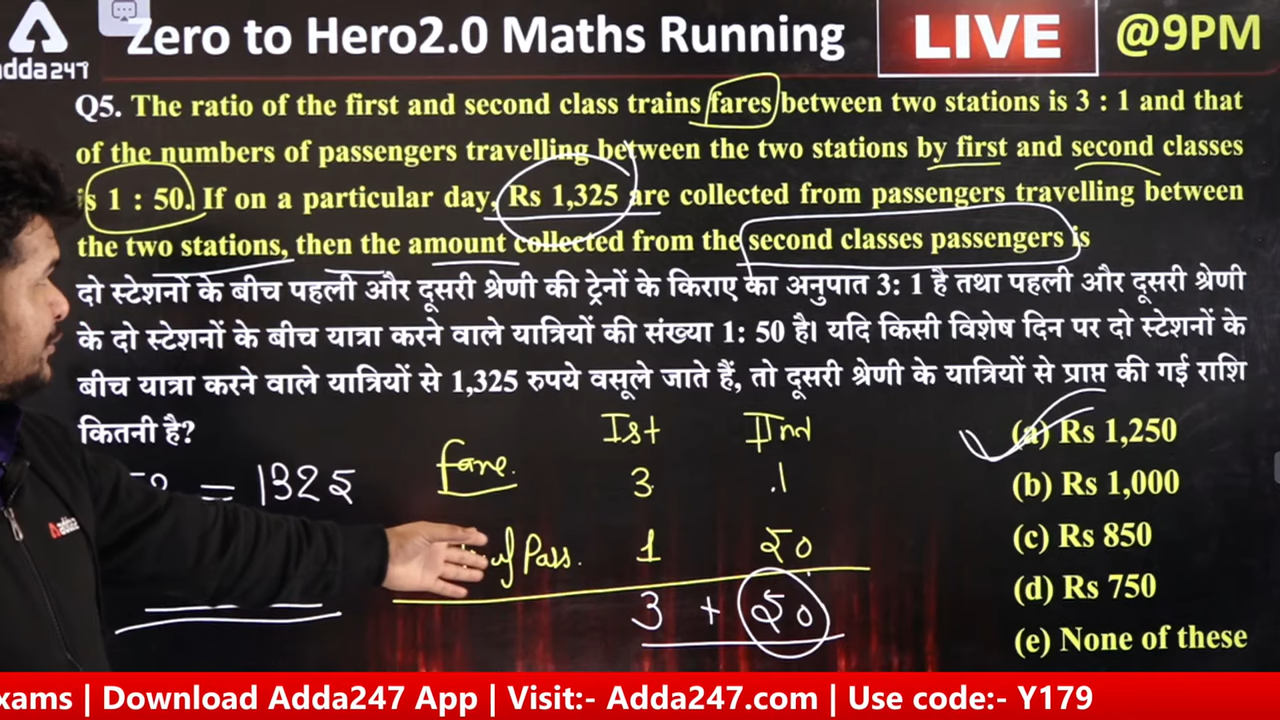 Zero to Hero2.0 Maths Running
LIVE
@9PM
adda247
Q5. The ratio of the first and second class trains fares between two stations is 3 : 1 and that
of the numbers of passengers travelling between the two stations by first and second classes
is 1 : 50. If on a particular day, Rs 1,325 are collected from passengers travelling between
the two stations, then the amount collected from the second classes passengers is
दो स्टेशनों के बीच पहली और दूसरी श्रेणी की ट्रेनों के किराए का अनुपात 3: 1 है तथा पहली और दूसरी श्रेणी
के दो स्टेशनों के बीच यात्रा करने वाले यात्रियों की संख्या 1: 50 है। यदि किसी विशेष दिन पर दो स्टेशनों के
बीच यात्रा करने वाले यात्रियों से 1,325 रुपये वसूले जाते हैं, तो दूसरी श्रेणी के यात्रियों से प्राप्त की गई राशि
कितनी है?
(a) Rs 1,250
(b) Rs 1,000
(c) Rs 850
(d) Rs 750
(e) None of these
Ist IInd
fare. 3 1
= 1325
of Pass. 1 50
3 + 50
adda247
xams | Download Adda247 App | Visit:- Adda247.com | Use code:- Y179